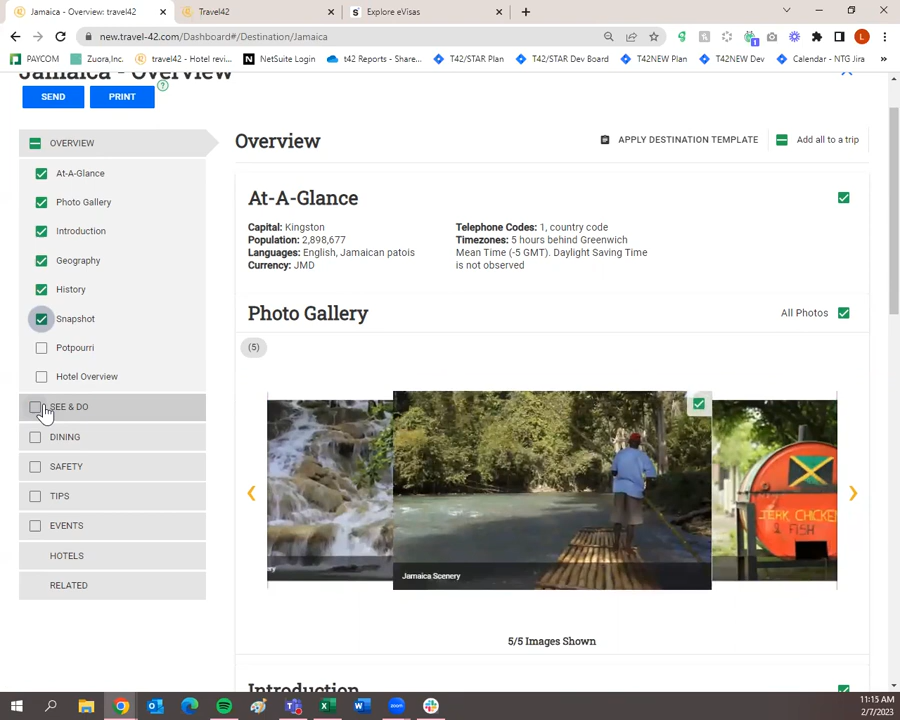 Jamaica - Overview: travel42
Travel42
Explore eVisas
new.travel-42.com/Dashboard#/Destination/Jamaica
PAYCOM
Zuora,Inc.
travel42 - Hotel revi...
NetSuite Login
t42 Reports - Share...
T42/STAR Plan
T42/STAR Dev Board
T42NEW Plan
T42NEW Dev
Calendar - NTG Jira
Jamaica - Overview
SEND
PRINT
?
OVERVIEW
At-A-Glance
Photo Gallery
Introduction
Geography
History
Snapshot
Potpourri
Hotel Overview
SEE & DO
DINING
SAFETY
TIPS
EVENTS
HOTELS
RELATED
Overview
APPLY DESTINATION TEMPLATE
Add all to a trip
At-A-Glance
Capital: Kingston
Population: 2,898,677
Languages: English, Jamaican patois
Currency: JMD
Telephone Codes: 1, country code
Timezones: 5 hours behind Greenwich
Mean Time (-5 GMT). Daylight Saving Time
is not observed
Photo Gallery
All Photos
(5)
Jamaica Scenery
JERK CHICKEN
FISH
5/5 Images Shown
Introduction
11:15 AM
2/7/2023